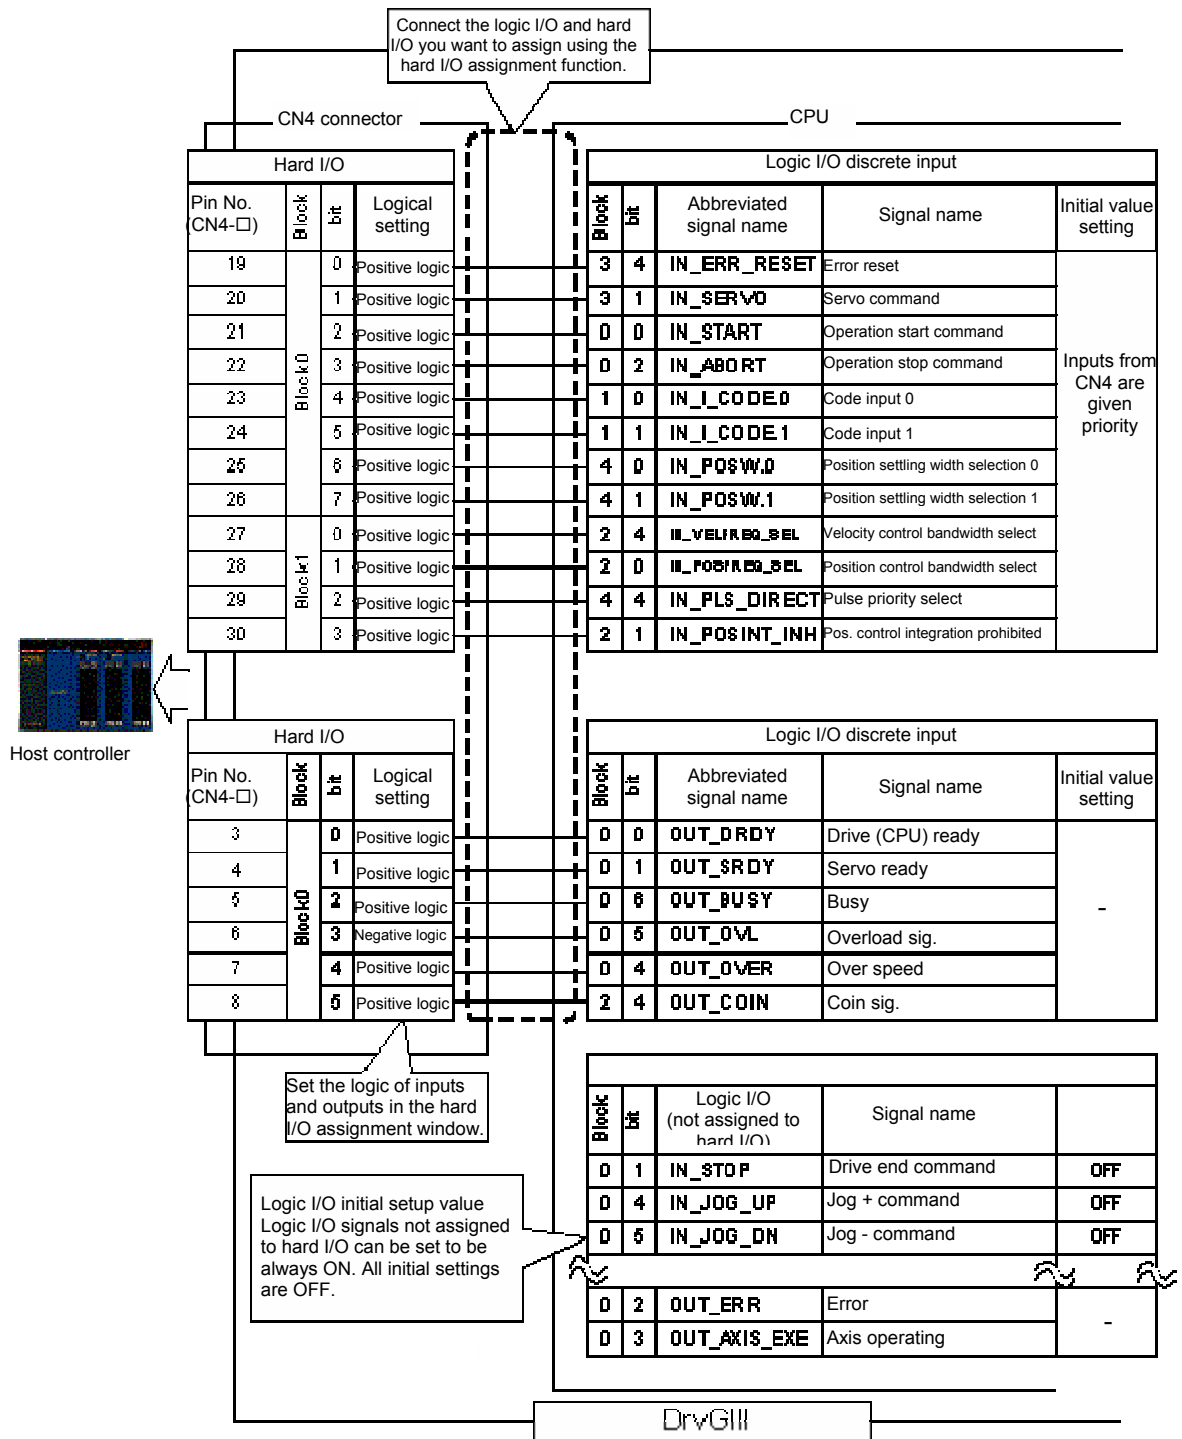 Connect the logic I/O and hard
I/O you want to assign using the
hard I/O assignment function.
CN4 connector
CPU
Hard I/O
Pin No.
(CN4-□)
Block
bit
Logical
setting
19
0
Positive logic
20
1
Positive logic
21
2
Positive logic
22
3
Positive logic
23
4
Positive logic
24
5
Positive logic
25
6
Positive logic
26
7
Positive logic
Block0
27
0
Positive logic
28
1
Positive logic
29
2
Positive logic
30
3
Positive logic
Block1
Logic I/O discrete input
Block
bit
Abbreviated
signal name
Signal name
Initial value
setting
3 4 IN_ERR_RESET Error reset
3 1 IN_SERVO Servo command
0 0 IN_START Operation start command
0 2 IN_ABORT Operation stop command
1 0 IN_I_CODE.0 Code input 0
1 1 IN_I_CODE.1 Code input 1
4 0 IN_POSW.0 Position settling width selection 0
4 1 IN_POSW.1 Position settling width selection 1
2 4 IN_VELFREQ_SEL Velocity control bandwidth select
2 0 IN_POSFREQ_SEL Position control bandwidth select
4 4 IN_PLS_DIRECT Pulse priority select
2 1 IN_POSINT_INH Pos. control integration prohibited
Inputs from
CN4 are
given
priority
Host controller
Hard I/O
Pin No.
(CN4-□)
Block
bit
Logical
setting
3
0
Positive logic
4
1
Positive logic
5
2
Positive logic
6
3
Negative logic
7
4
Positive logic
8
5
Positive logic
Block0
Logic I/O discrete input
Block
bit
Abbreviated
signal name
Signal name
Initial value
setting
0 0 OUT_DRDY Drive (CPU) ready
0 1 OUT_SRDY Servo ready
0 6 OUT_BUSY Busy
0 5 OUT_OVL Overload sig.
0 4 OUT_OVER Over speed
2 4 OUT_COIN Coin sig.
-
Set the logic of inputs
and outputs in the hard
I/O assignment window.
Block
bit
Logic I/O
(not assigned to
hard I/O)
Signal name
0 1 IN_STOP Drive end command OFF
0 4 IN_JOG_UP Jog + command OFF
0 5 IN_JOG_DN Jog - command OFF
0 2 OUT_ERR Error
0 3 OUT_AXIS_EXE Axis operating
-
Logic I/O initial setup value
Logic I/O signals not assigned
to hard I/O can be set to be
always ON. All initial settings
are OFF.
DrvGIII